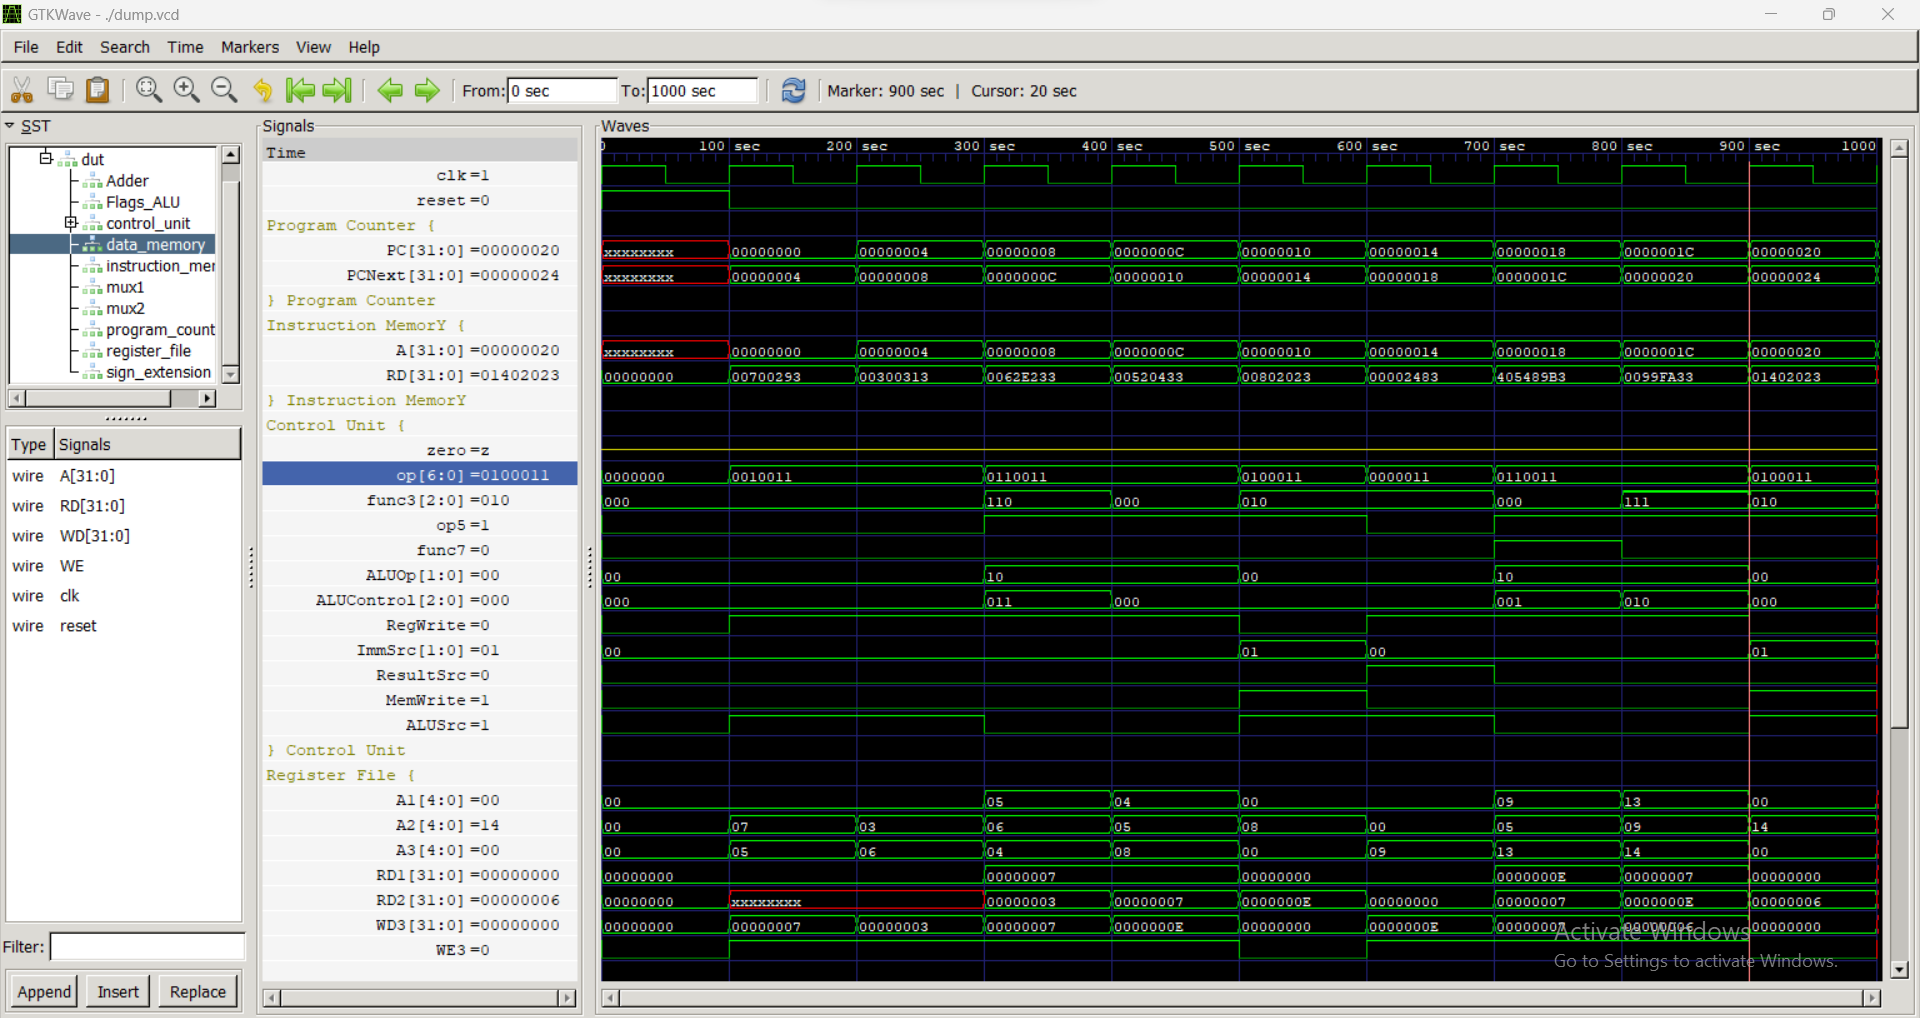 GTKWave - ./dump.vcd
File Edit Search Time Markers View Help
From: 0 sec To: 1000 sec Marker: 900 sec | Cursor: 20 sec
SST
dut
Adder
Flags_ALU
control_unit
data_memory
instruction_mer
mux1
mux2
program_count
register_file
sign_extension
Type Signals
wire A[31:0]
wire RD[31:0]
wire WD[31:0]
wire WE
wire clk
wire reset
Filter:
Append Insert Replace
Signals
Time
clk=1
reset=0
Program Counter {
PC[31:0]=00000020
PCNext[31:0]=00000024
} Program Counter
Instruction MemorY {
A[31:0]=00000020
RD[31:0]=01402023
} Instruction MemorY
Control Unit {
zero=z
op[6:0]=0100011
func3[2:0]=010
op5=1
func7=0
ALUOp[1:0]=00
ALUControl[2:0]=000
RegWrite=0
ImmSrc[1:0]=01
ResultSrc=0
MemWrite=1
ALUSrc=1
} Control Unit
Register File {
A1[4:0]=00
A2[4:0]=14
A3[4:0]=00
RD1[31:0]=00000000
RD2[31:0]=00000006
WD3[31:0]=00000000
WE3=0
Waves
0 100 sec 200 sec 300 sec 400 sec 500 sec 600 sec 700 sec 800 sec 900 sec 1000
xxxxxxxx 00000000 00000004 00000008 0000000C 00000010 00000014 00000018 0000001C 00000020
xxxxxxxx 00000004 00000008 0000000C 00000010 00000014 00000018 0000001C 00000020 00000024
xxxxxxxx 00000000 00000004 00000008 0000000C 00000010 00000014 00000018 0000001C 00000020
00000000 00700293 00300313 0062E233 00520433 00802023 00002483 405489B3 0099FA33 01402023
0000000 0010011 0110011 0100011 0000011 0110011 0100011
000 110 000 010 000 111 010
00 10 00 10 00
000 011 000 001 010 000
00 01 00 01
00 05 04 00 09 13 00
00 07 03 06 05 08 00 05 09 14
00 05 06 04 08 00 09 13 14 00
00000000 00000007 00000000 0000000E 00000007 00000000
00000000 xxxxxxxx 00000003 00000007 0000000E 00000000 00000007 0000000E 00000006
00000000 00000007 00000003 00000007 0000000E 00000000 0000000E 00000007 00000006 00000000
Activate Windows
Go to Settings to activate Windows.